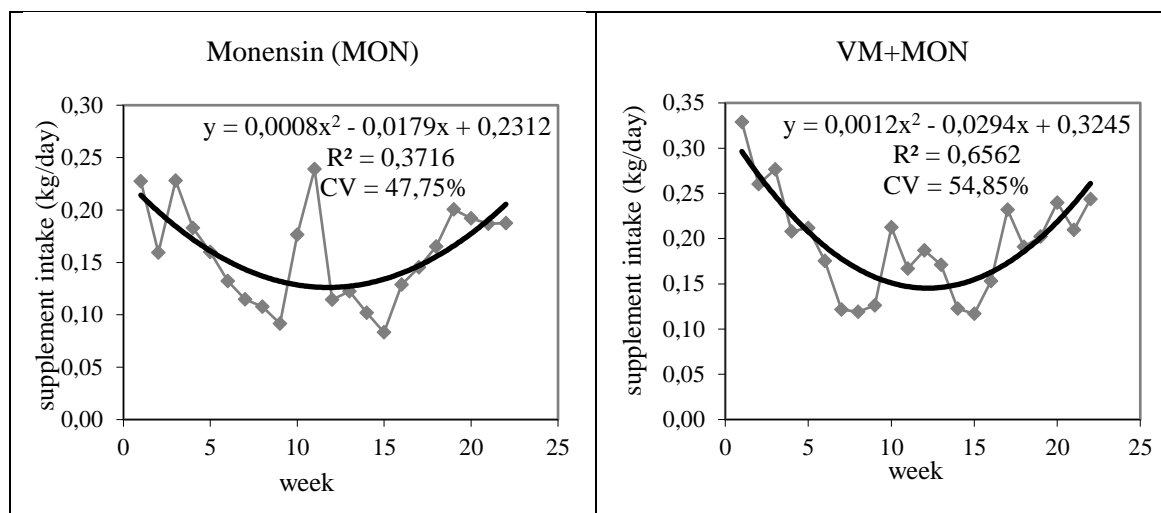 Monensin (MON)
supplement intake (kg/day)
0,30
0,25
0,20
0,15
0,10
0,05
0,00
y = 0,0008x² - 0,0179x + 0,2312
R² = 0,3716
CV = 47,75%
0 5 10 15 20 25
week
VM+MON
supplement intake (kg/day)
0,35
0,30
0,25
0,20
0,15
0,10
0,05
0,00
y = 0,0012x² - 0,0294x + 0,3245
R² = 0,6562
CV = 54,85%
0 5 10 15 20 25
week